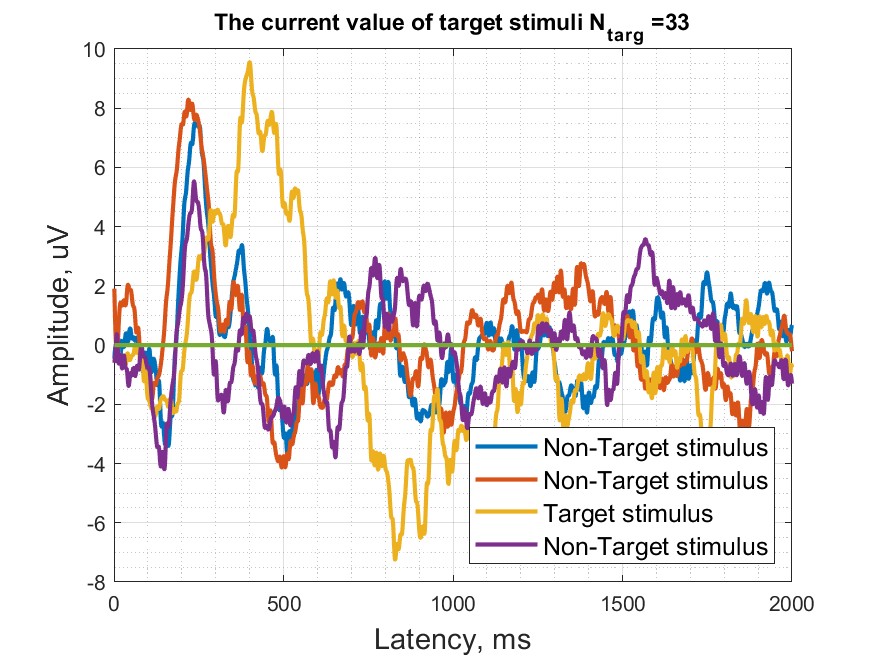 The current value of target stimuli N_targ =33
10
8
6
4
2
0
-2
-4
-6
-8
Amplitude, uV
0 500 1000 1500 2000
Latency, ms
Non-Target stimulus
Non-Target stimulus
Target stimulus
Non-Target stimulus